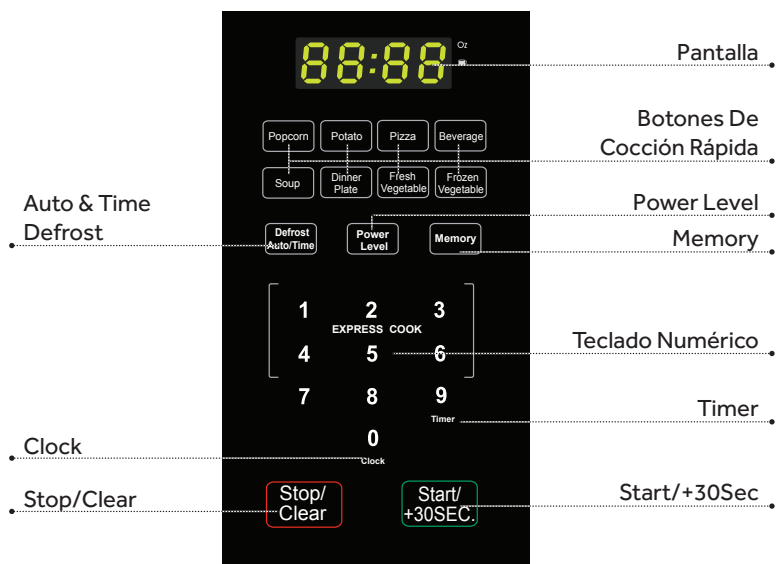 88:88
Oz
Pantalla
Botones De
Cocción Rápida
Popcorn
Potato
Pizza
Beverage
Soup
Dinner
Plate
Fresh
Vegetable
Frozen
Vegetable
Auto & Time
Defrost
Defrost
Auto/Time
Power
Level
Memory
Power Level
Memory
1 2 3
EXPRESS COOK
4 5 6
Teclado Numérico
7 8 9
Timer
Timer
0
Clock
Clock
Stop/Clear
Stop/
Clear
Start/
+30SEC.
Start/+30Sec